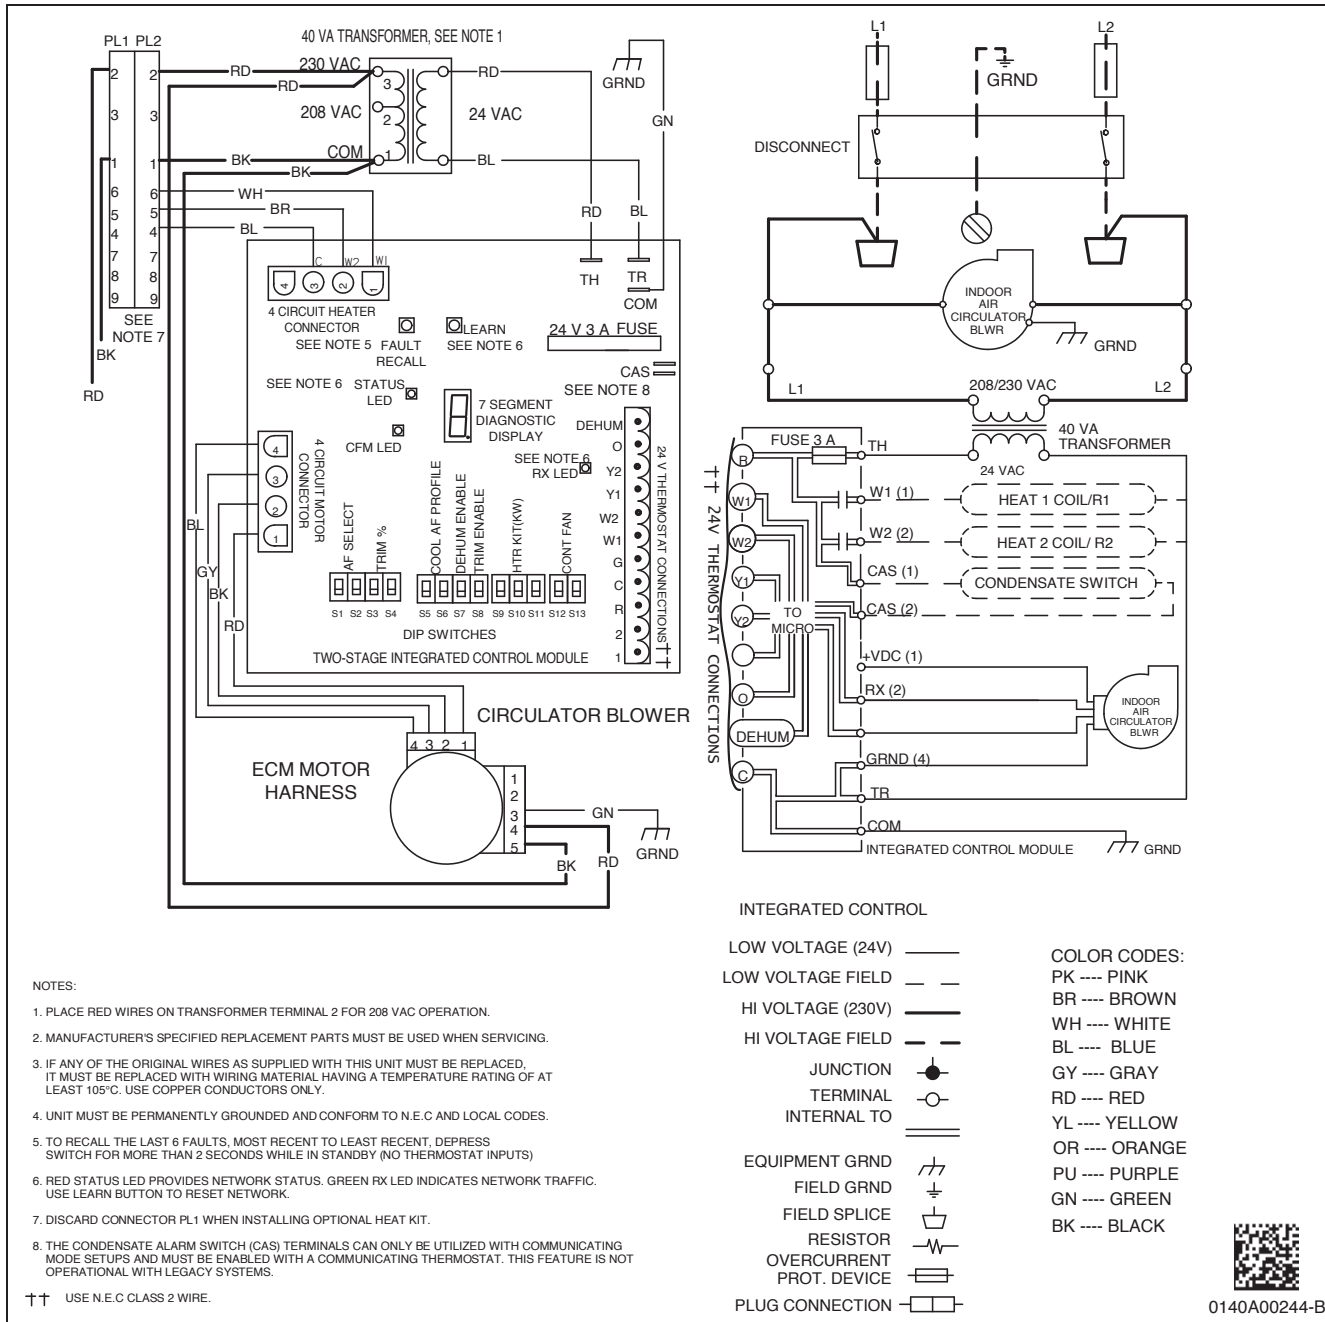 PL1 PL2
40 VA TRANSFORMER, SEE NOTE 1
230 VAC
208 VAC
COM
24 VAC
3
2
1
RD
RD
BK
BK
WH
BR
BL
RD
BL
GRND
GN
RD
BL
2 2
3 3
1 1
6 6
5 5
4 4
7 7
8 8
9 9
SEE
NOTE 7
BK
RD
TH
TR
COM
C W2 W1
4 3 2 1
4 CIRCUIT HEATER
CONNECTOR
SEE NOTE 5
FAULT
RECALL
LEARN
SEE NOTE 6
24 V 3 A FUSE
CAS
SEE NOTE 8
SEE NOTE 6
STATUS
LED
CFM LED
7 SEGMENT
DIAGNOSTIC
DISPLAY
SEE NOTE 6
RX LED
DEHUM
O
Y2
Y1
W2
W1
G
C
R
2
1
24 V THERMOSTAT CONNECTIONS ††
4
3
2
1
4 CIRCUIT MOTOR
CONNECTOR
BL
GY
BK
RD
AF SELECT
TRIM %
COOL AF PROFILE
DEHUM ENABLE
TRIM ENABLE
HTR KIT(KW)
CONT FAN
S1 S2 S3 S4 S5 S6 S7 S8 S9 S10 S11 S12 S13
DIP SWITCHES
TWO-STAGE INTEGRATED CONTROL MODULE
CIRCULATOR BLOWER
4 3 2 1
ECM MOTOR
HARNESS
1
2
3
4
5
GN
GRND
BK
RD
L1
L2
GRND
DISCONNECT
INDOOR
AIR
CIRCULATOR
BLWR
GRND
L1
208/230 VAC
L2
40 VA
TRANSFORMER
24 VAC
FUSE 3 A
TH
R
W1
W2
Y1
Y2
O
DEHUM
C
†† 24V THERMOSTAT CONNECTIONS
W1 (1)
HEAT 1 COIL/R1
W2 (2)
HEAT 2 COIL/ R2
CAS (1)
CONDENSATE SWITCH
CAS (2)
TO
MICRO
+VDC (1)
RX (2)
INDOOR
AIR
CIRCULATOR
BLWR
GRND (4)
TR
COM
INTEGRATED CONTROL MODULE
GRND
INTEGRATED CONTROL
LOW VOLTAGE (24V)
LOW VOLTAGE FIELD
HI VOLTAGE (230V)
HI VOLTAGE FIELD
JUNCTION
TERMINAL
INTERNAL TO
EQUIPMENT GRND
FIELD GRND
FIELD SPLICE
RESISTOR
OVERCURRENT
PROT. DEVICE
PLUG CONNECTION
COLOR CODES:
PK ---- PINK
BR ---- BROWN
WH ---- WHITE
BL ---- BLUE
GY ---- GRAY
RD ---- RED
YL ---- YELLOW
OR ---- ORANGE
PU ---- PURPLE
GN ---- GREEN
BK ---- BLACK
NOTES:
1. PLACE RED WIRES ON TRANSFORMER TERMINAL 2 FOR 208 VAC OPERATION.
2. MANUFACTURER'S SPECIFIED REPLACEMENT PARTS MUST BE USED WHEN SERVICING.
3. IF ANY OF THE ORIGINAL WIRES AS SUPPLIED WITH THIS UNIT MUST BE REPLACED,
IT MUST BE REPLACED WITH WIRING MATERIAL HAVING A TEMPERATURE RATING OF AT
LEAST 105°C. USE COPPER CONDUCTORS ONLY.
4. UNIT MUST BE PERMANENTLY GROUNDED AND CONFORM TO N.E.C AND LOCAL CODES.
5. TO RECALL THE LAST 6 FAULTS, MOST RECENT TO LEAST RECENT, DEPRESS
SWITCH FOR MORE THAN 2 SECONDS WHILE IN STANDBY (NO THERMOSTAT INPUTS)
6. RED STATUS LED PROVIDES NETWORK STATUS. GREEN RX LED INDICATES NETWORK TRAFFIC.
USE LEARN BUTTON TO RESET NETWORK.
7. DISCARD CONNECTOR PL1 WHEN INSTALLING OPTIONAL HEAT KIT.
8. THE CONDENSATE ALARM SWITCH (CAS) TERMINALS CAN ONLY BE UTILIZED WITH COMMUNICATING
MODE SETUPS AND MUST BE ENABLED WITH A COMMUNICATING THERMOSTAT. THIS FEATURE IS NOT
OPERATIONAL WITH LEGACY SYSTEMS.
†† USE N.E.C CLASS 2 WIRE.
0140A00244-B